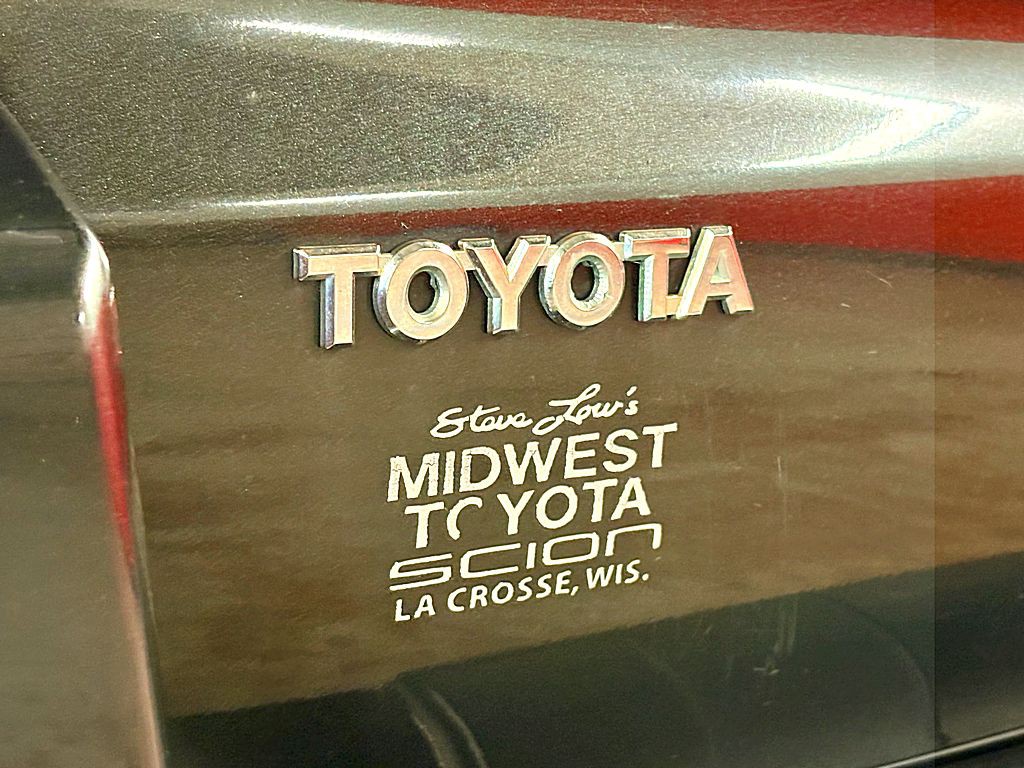 TOYOTA
Steve Low's
MIDWEST
TOYOTA
SCION
LA CROSSE, WIS.